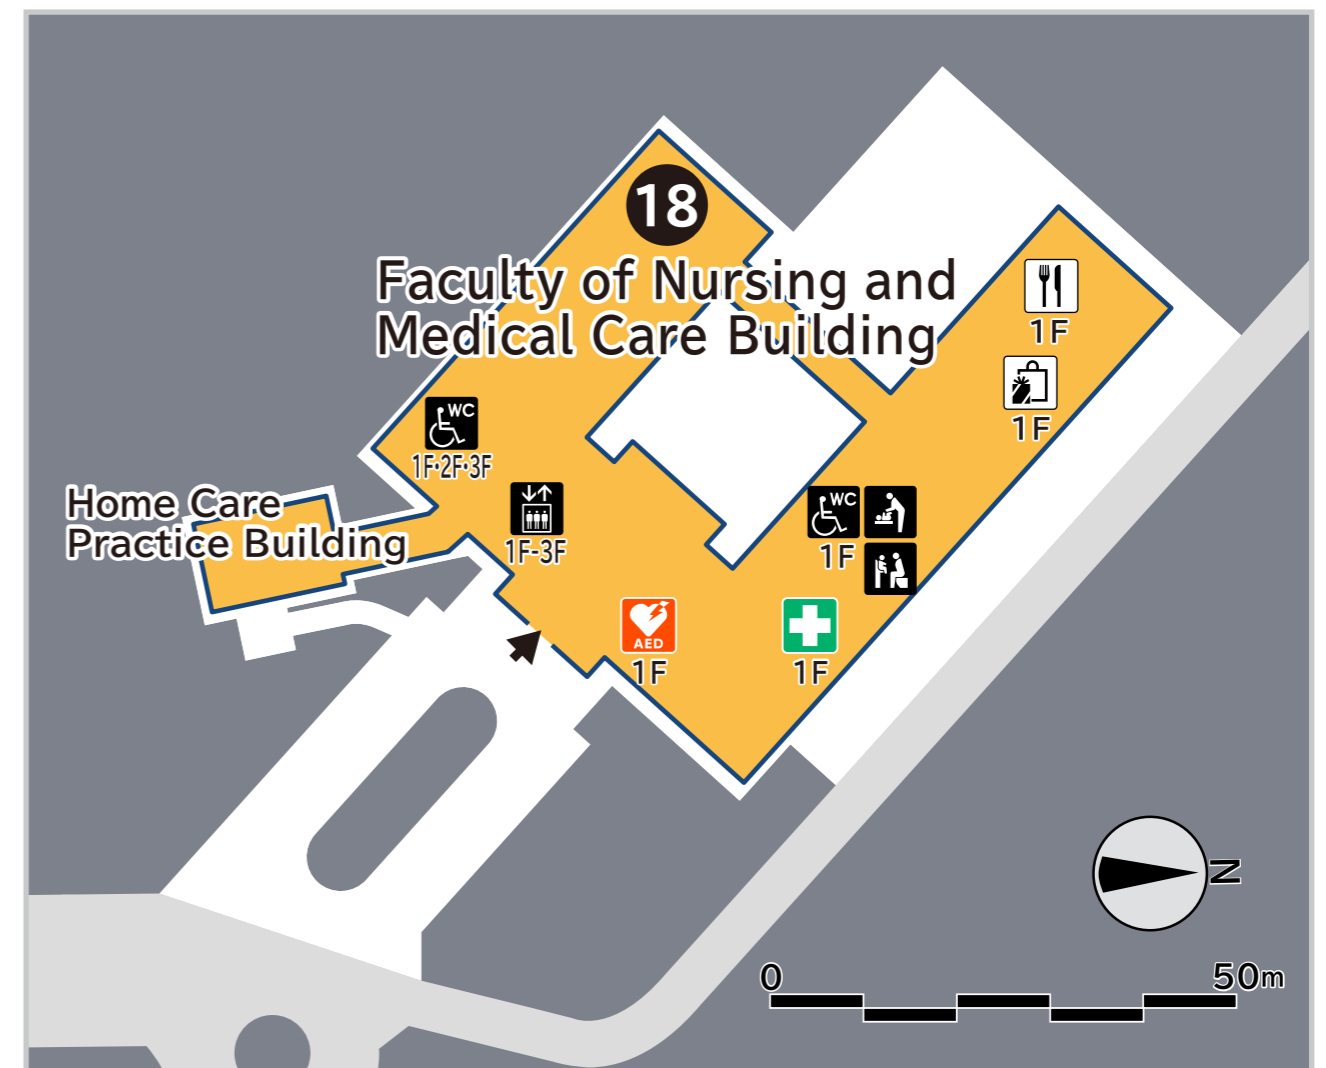 18
Faculty of Nursing and
Medical Care Building
1F
1F
WC
1F•2F•3F
Home Care
Practice Building
1F-3F
WC
1F
AED
1F
1F
N
0
50m